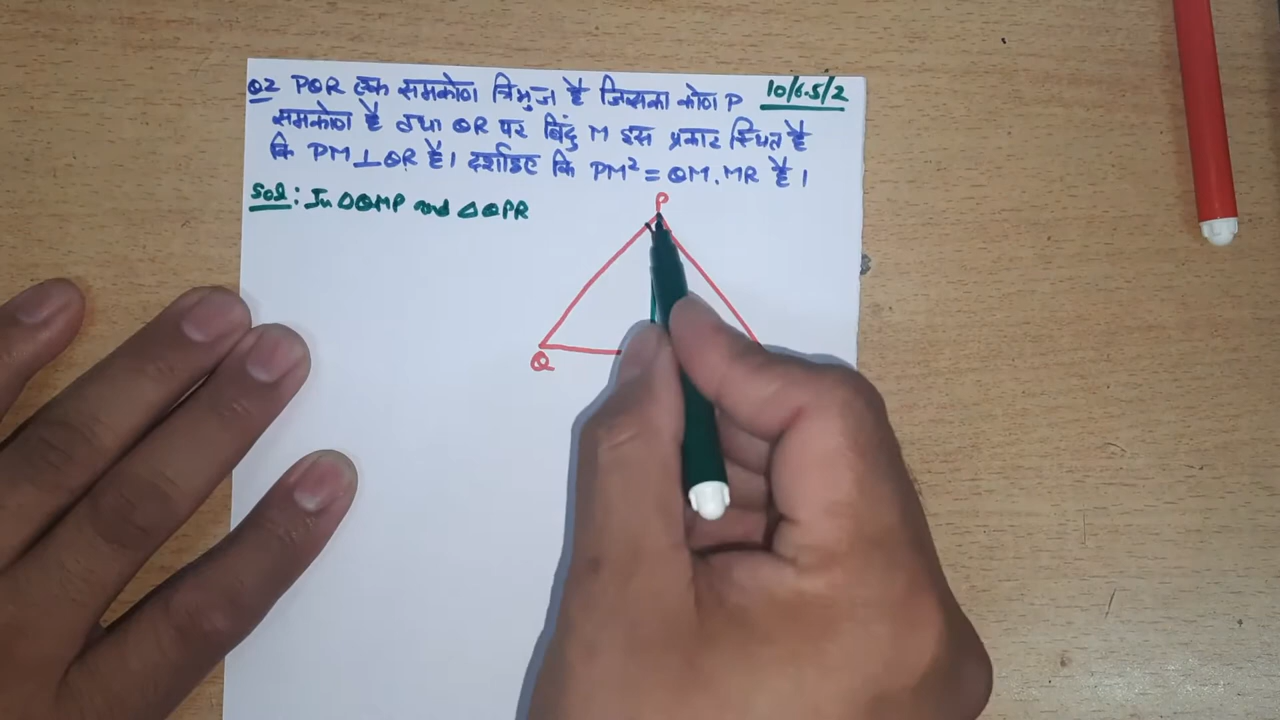 Q2 PQR एक समकोण त्रिभुज है जिसका कोण P 10/6.5/2
समकोण है तथा QR पर बिंदु M इस प्रकार स्थित है
कि PM⊥QR है। दर्शाइए कि PM² = QM.MR है।
Sol: In △QMP and △QPR
P
Q